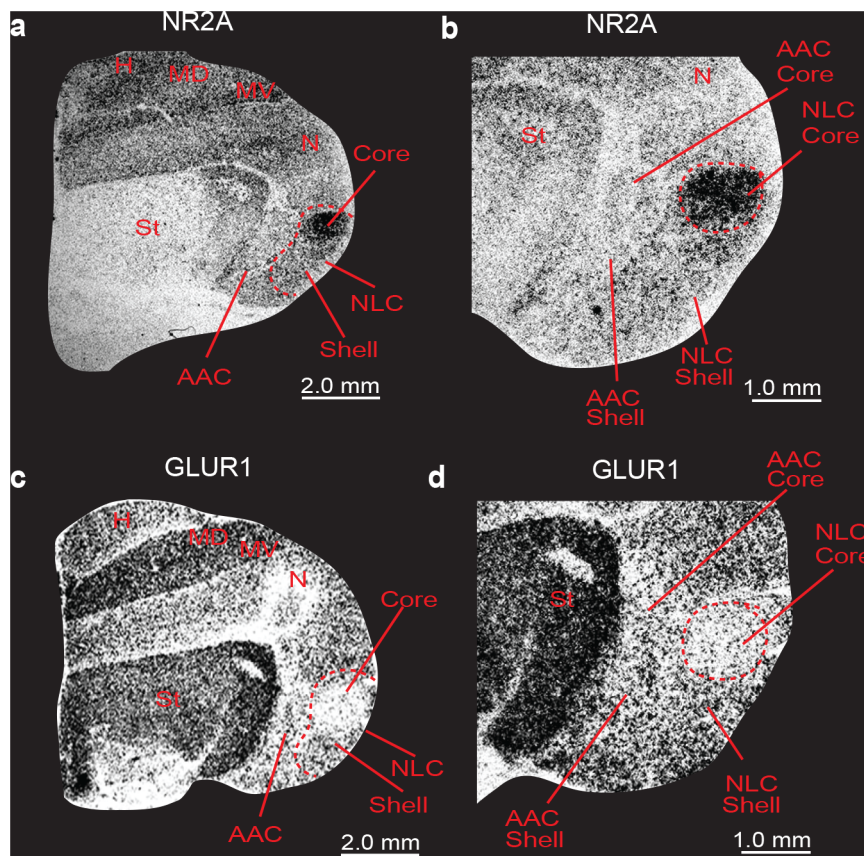 a
NR2A
H
MD
MV
N
Core
St
NLC
Shell
AAC
2.0 mm
b
NR2A
AAC
Core
N
NLC
Core
St
NLC
Shell
AAC
Shell
1.0 mm
c
GLUR1
H
MD
MV
N
Core
St
NLC
Shell
AAC
2.0 mm
d
GLUR1
AAC
Core
NLC
Core
St
NLC
Shell
AAC
Shell
1.0 mm